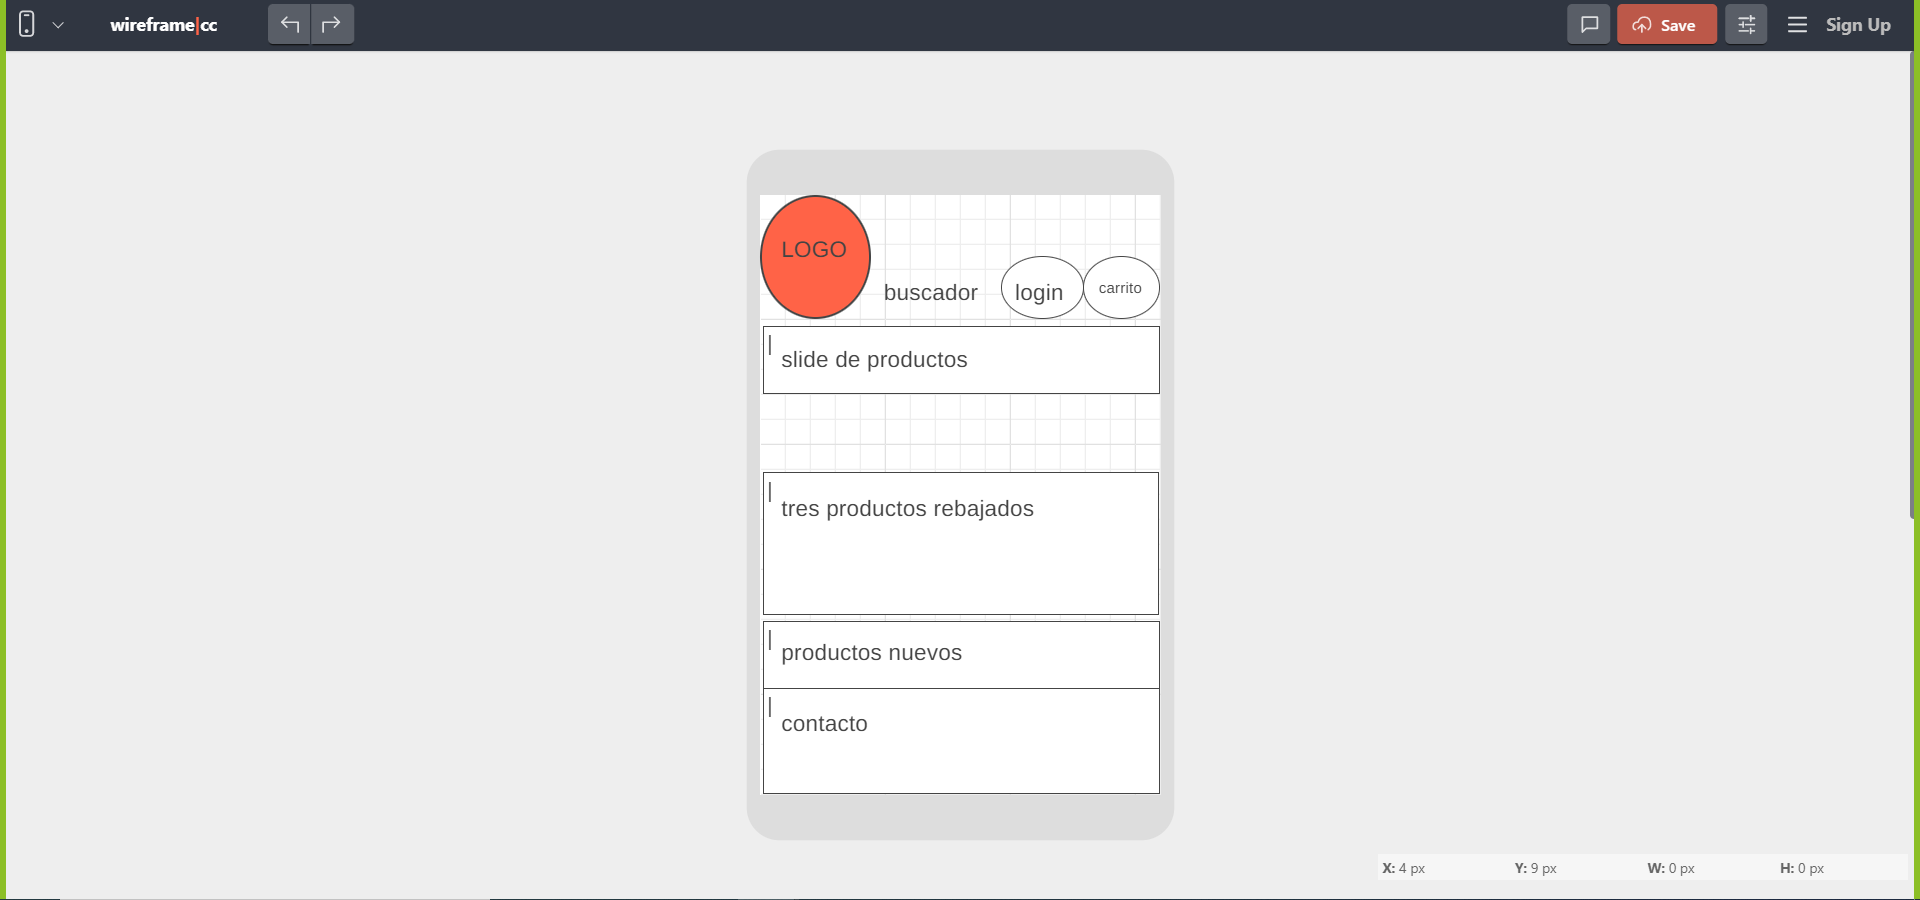 wireframe|cc
Save
Sign Up
LOGO
buscador
login
carrito
slide de productos
tres productos rebajados
productos nuevos
contacto
X: 4 px Y: 9 px W: 0 px H: 0 px